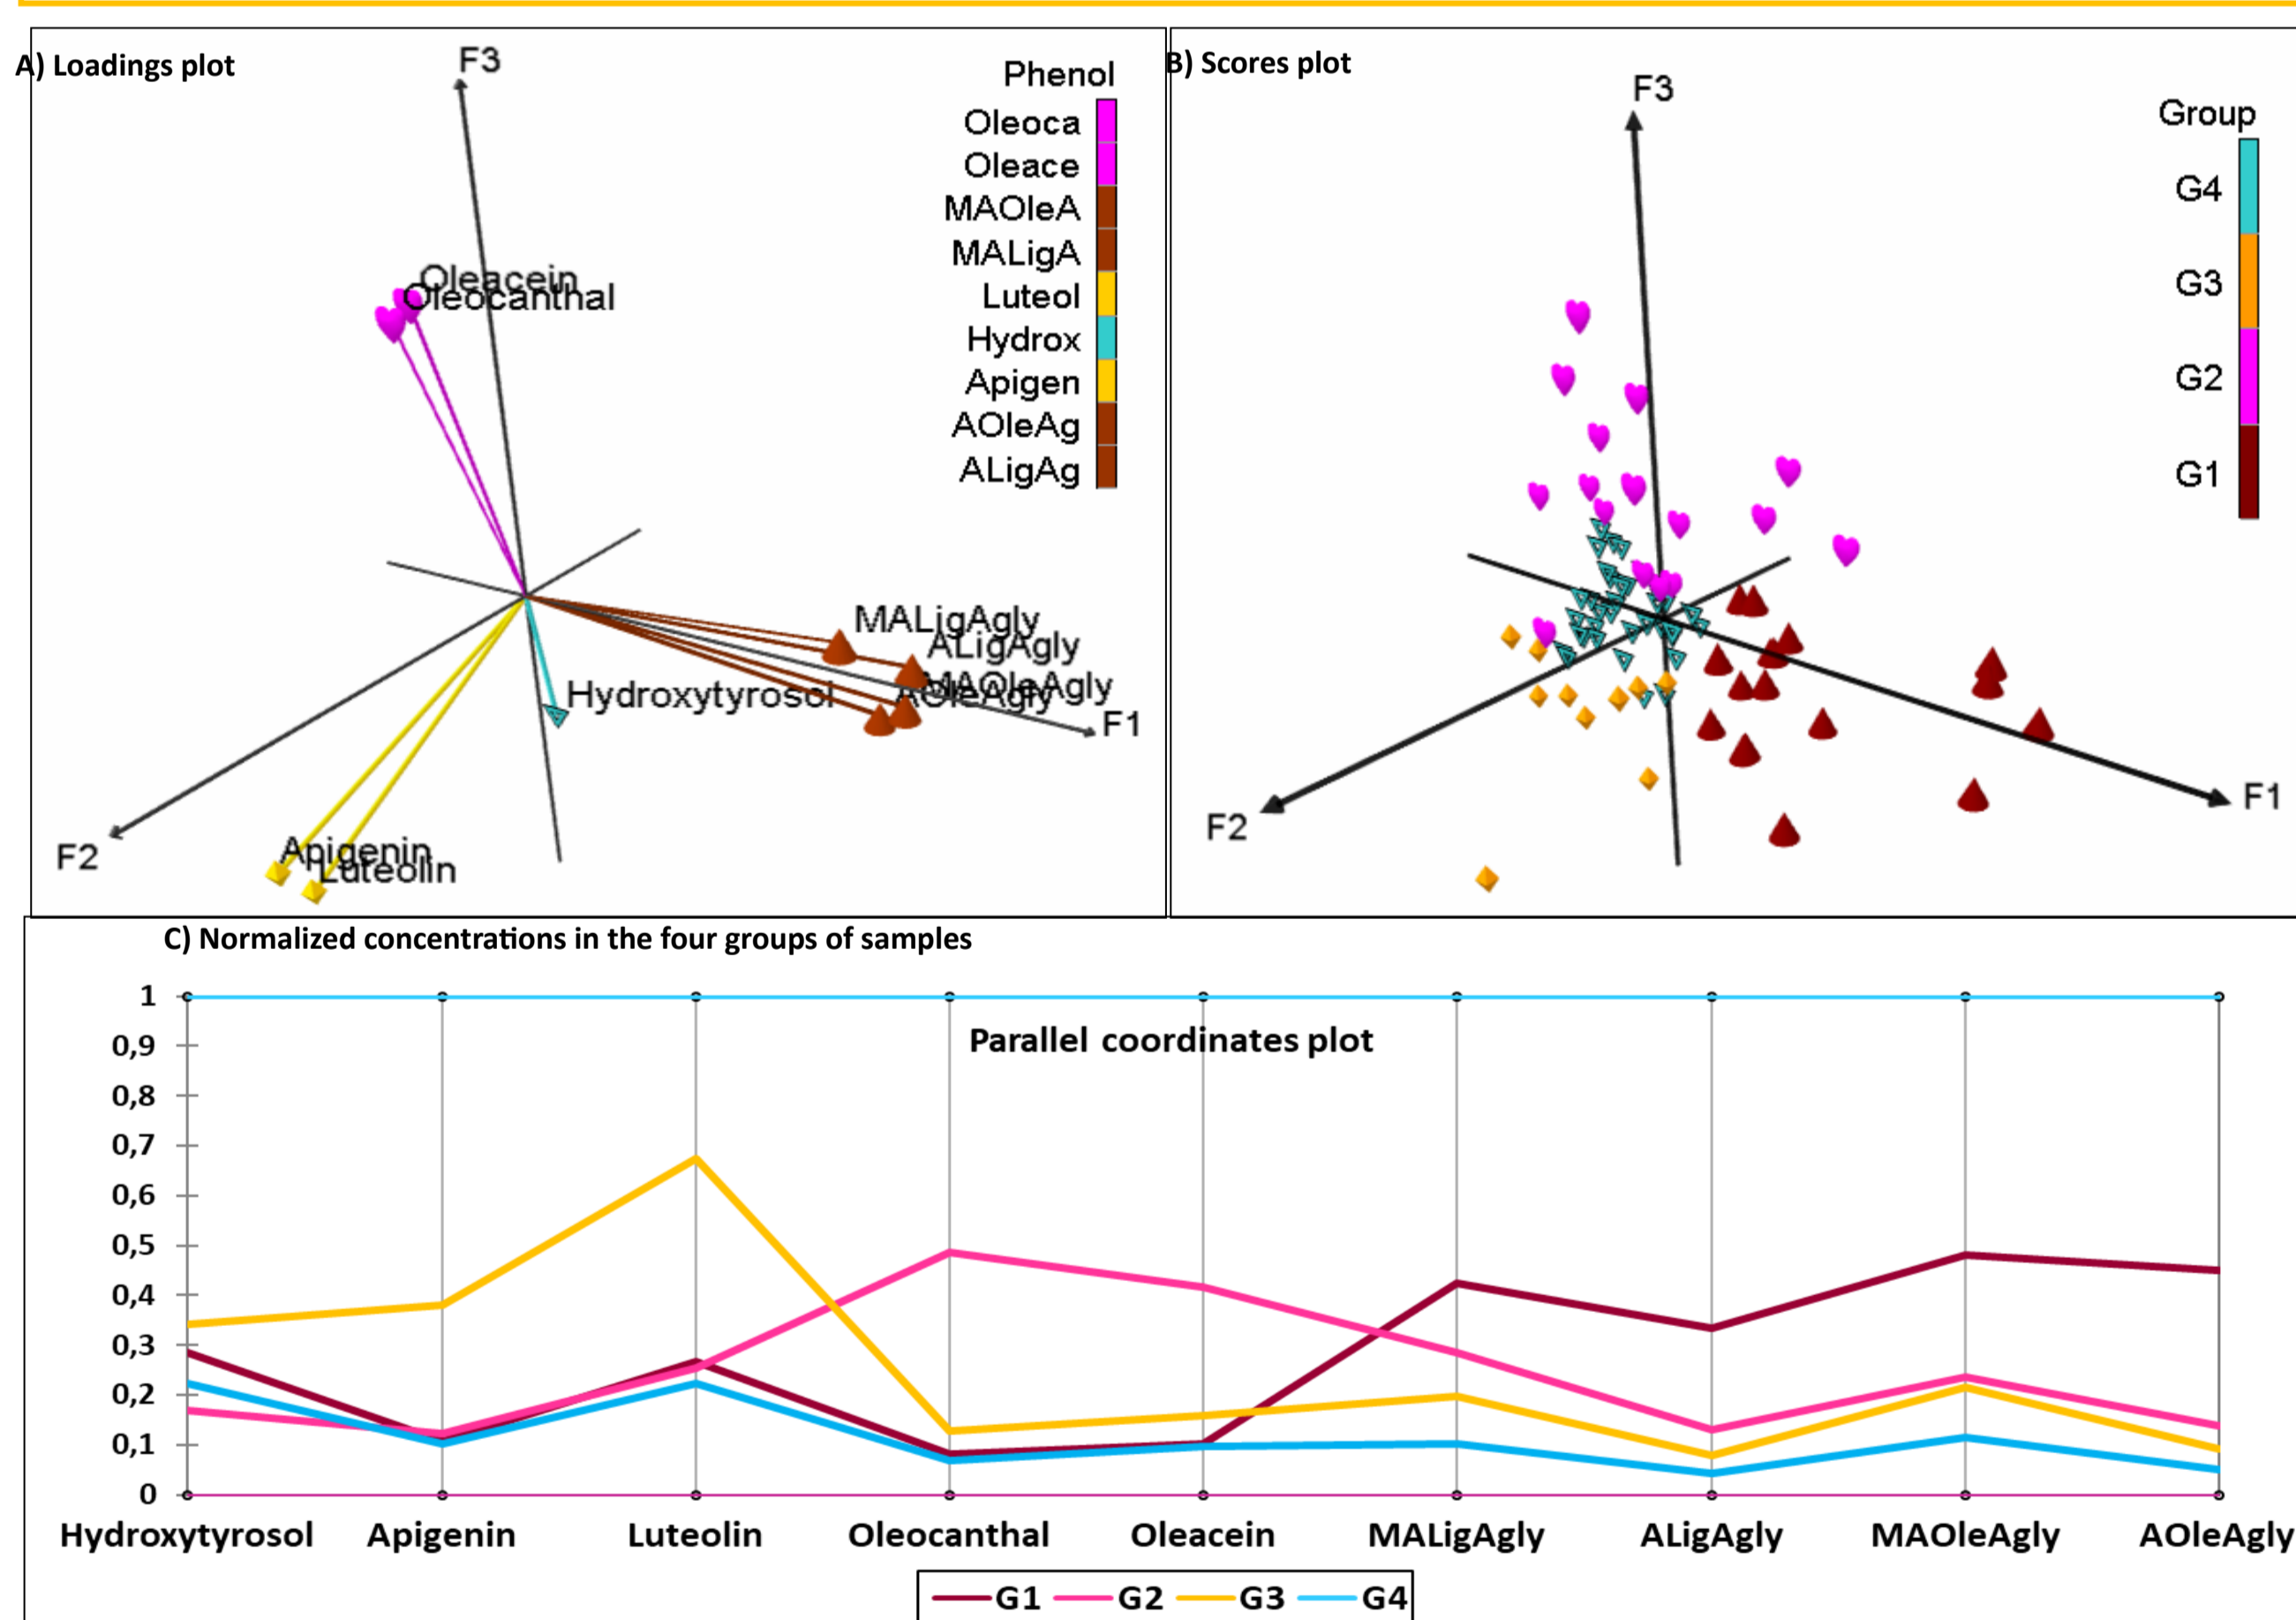 A) Loadings plot
F3
Phenol
Oleoca
Oleace
MAOleA
MALigA
Luteol
Hydrox
Apigen
AOleAg
ALigAg
Oleacein
Oleocanthal
MALigAgly
ALigAgly
MAOleAgly
AOleAgly
Hydroxytyrosol
F1
F2
Apigenin
Luteolin
B) Scores plot
F3
Group
G4
G3
G2
G1
F1
F2
C) Normalized concentrations in the four groups of samples
Parallel coordinates plot
1
0,9
0,8
0,7
0,6
0,5
0,4
0,3
0,2
0,1
0
Hydroxytyrosol Apigenin Luteolin Oleocanthal Oleacein MALigAgly ALigAgly MAOleAgly AOleAgly
G1 G2 G3 G4